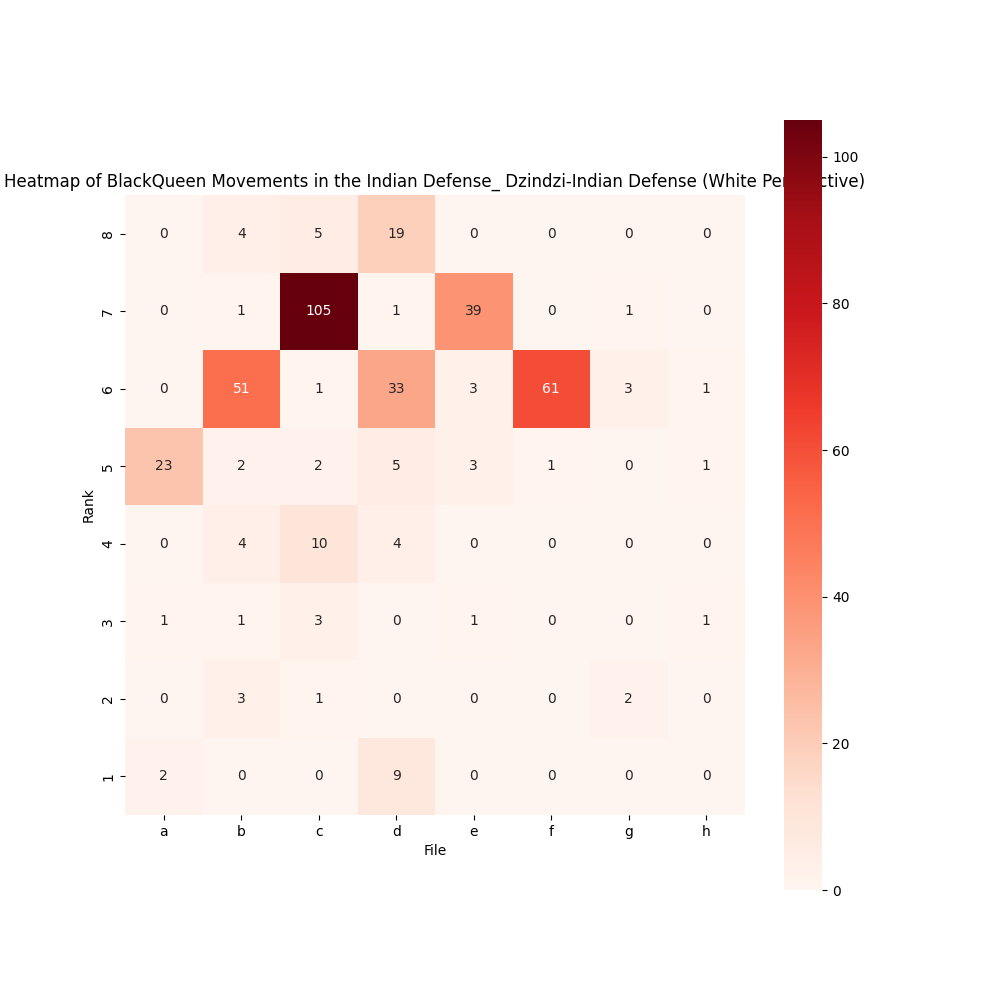 Heatmap of BlackQueen Movements in the Indian Defense_ Dzindzi-Indian Defense (White Perspective)
8 0 4 5 19 0 0 0 0
7 0 1 105 1 39 0 1 0
6 0 51 1 33 3 61 3 1
5 23 2 2 5 3 1 0 1
4 0 4 10 4 0 0 0 0
3 1 1 3 0 1 0 0 1
2 0 3 1 0 0 0 2 0
1 2 0 0 9 0 0 0 0
a b c d e f g h
Rank
File
100
80
60
40
20
0